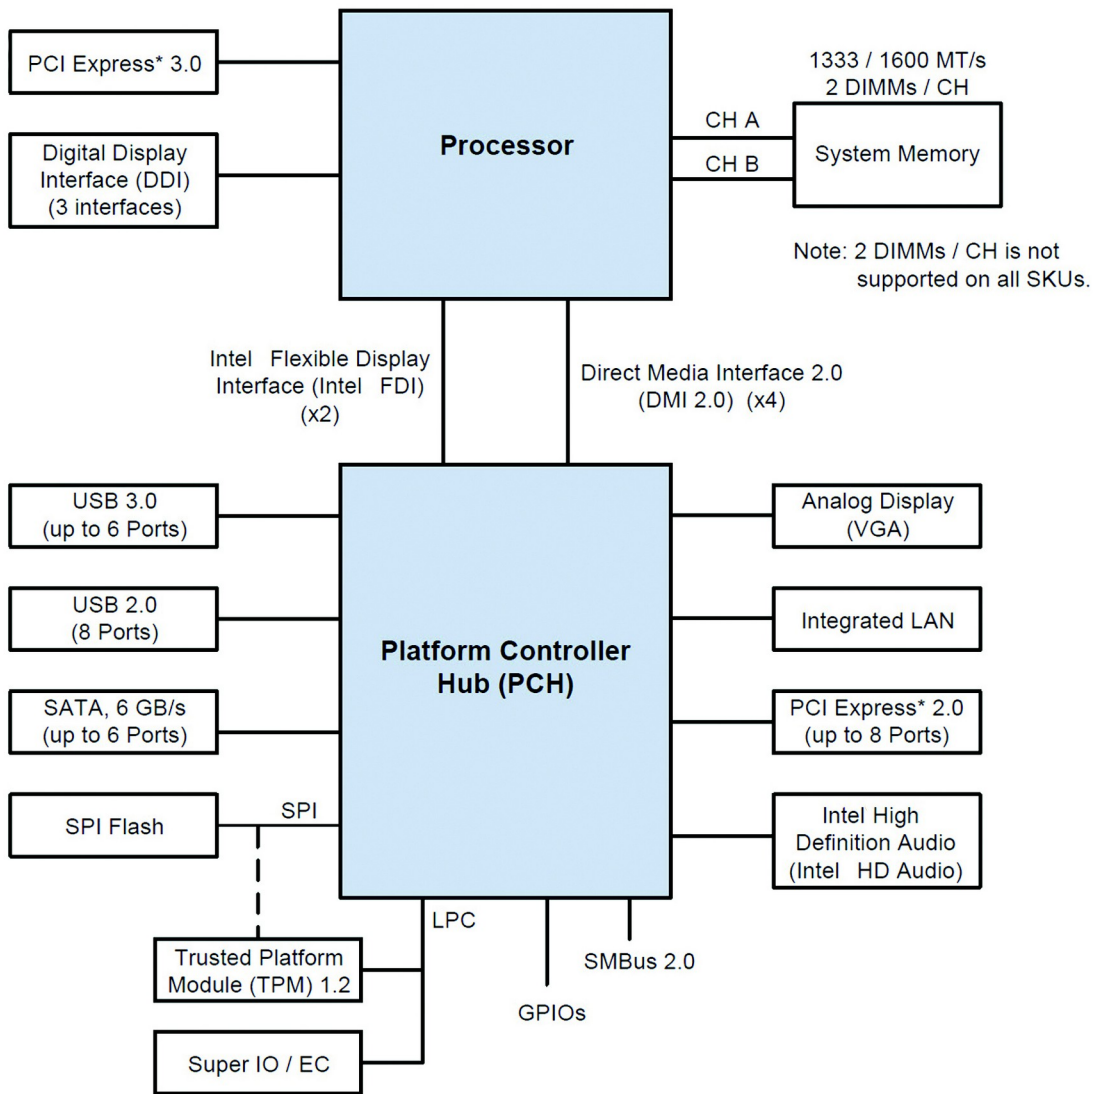 PCI Express* 3.0
Digital Display
Interface (DDI)
(3 interfaces)
Processor
1333 / 1600 MT/s
2 DIMMs / CH
CH A
CH B
System Memory
Note: 2 DIMMs / CH is not
supported on all SKUs.
Intel Flexible Display
Interface (Intel FDI)
(x2)
Direct Media Interface 2.0
(DMI 2.0) (x4)
USB 3.0
(up to 6 Ports)
USB 2.0
(8 Ports)
SATA, 6 GB/s
(up to 6 Ports)
SPI Flash
SPI
Platform Controller
Hub (PCH)
Analog Display
(VGA)
Integrated LAN
PCI Express* 2.0
(up to 8 Ports)
Intel High
Definition Audio
(Intel HD Audio)
LPC
Trusted Platform
Module (TPM) 1.2
Super IO / EC
SMBus 2.0
GPIOs